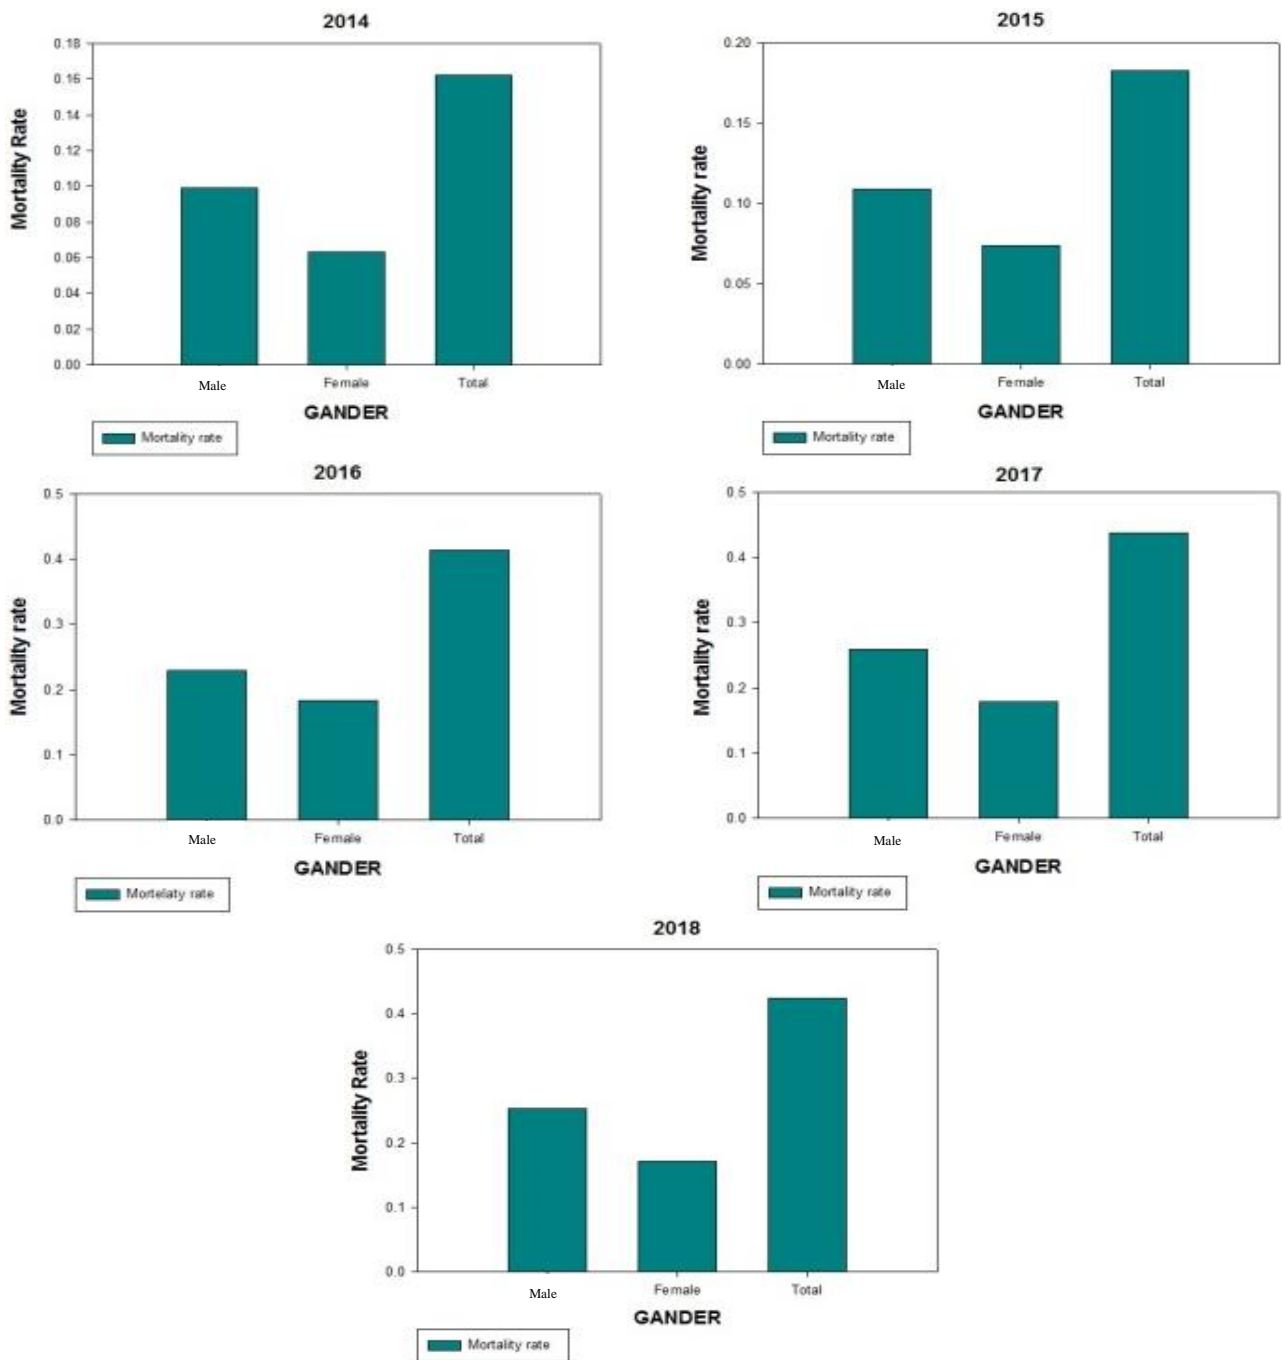 2014
0.18
0.16
0.14
0.12
0.10
0.08
0.06
0.04
0.02
0.00
Mortality Rate
Male Female Total
GANDER
Mortality rate
2015
0.20
0.15
0.10
0.05
0.00
Mortality rate
Male Female Total
GANDER
Mortality rate
2016
0.5
0.4
0.3
0.2
0.1
0.0
Mortality rate
Male Female Total
GANDER
Mortelaty rate
2017
0.5
0.4
0.3
0.2
0.1
0.0
Mortality rate
Male Female Total
GANDER
Mortality rate
2018
0.5
0.4
0.3
0.2
0.1
0.0
Mortality Rate
Male Female Total
GANDER
Mortality rate